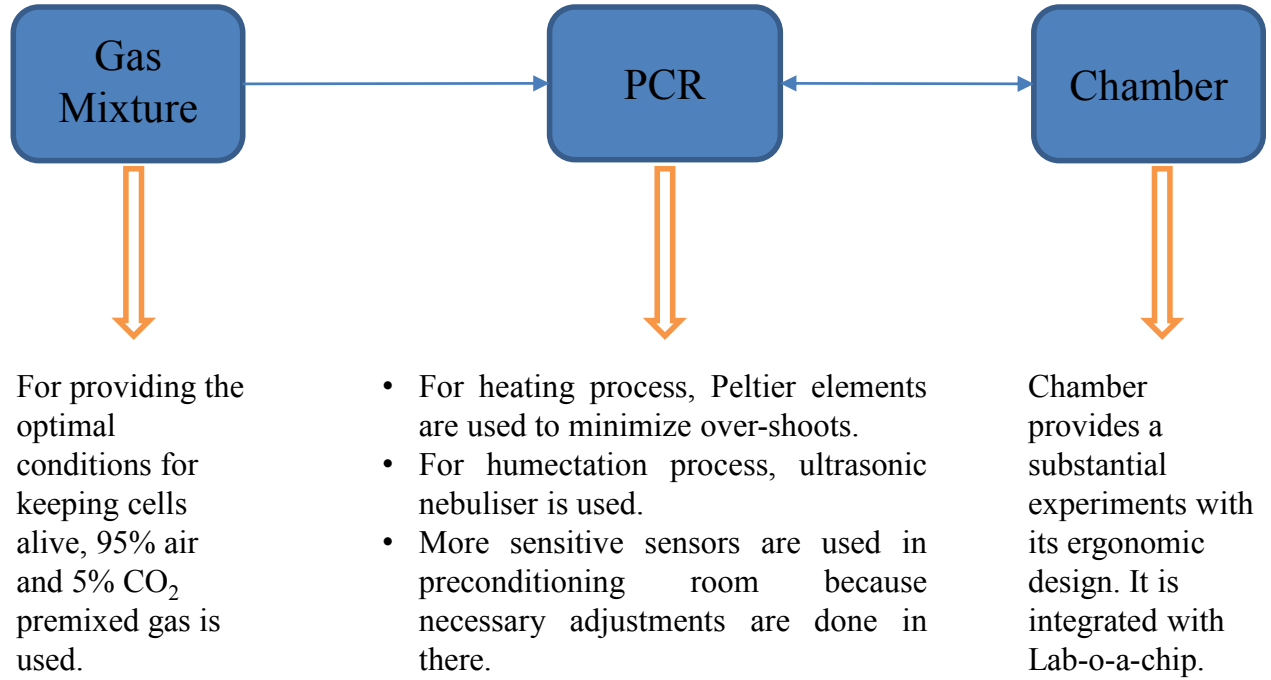 Gas
Mixture
PCR
Chamber
For providing the
optimal
conditions for
keeping cells
alive, 95% air
and 5% CO₂
premixed gas is
used.
• For heating process, Peltier elements
are used to minimize over-shoots.
• For humectation process, ultrasonic
nebuliser is used.
• More sensitive sensors are used in
preconditioning room because
necessary adjustments are done in
there.
Chamber
provides a
substantial
experiments with
its ergonomic
design. It is
integrated with
Lab-o-a-chip.